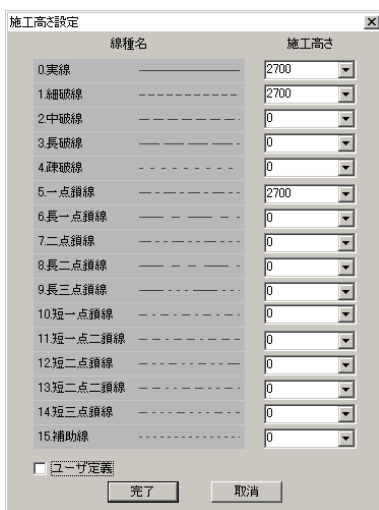 施工高さ設定
線種名 施工高さ
0.実線 2700
1.細破線 2700
2.中破線 0
3.長破線 0
4.疎破線 0
5.一点鎖線 2700
6.長一点鎖線 0
7.二点鎖線 0
8.長二点鎖線 0
9.長三点鎖線 0
10.短一点鎖線 0
11.短一点二鎖線 0
12.短二点鎖線 0
13.短二点二鎖線 0
14.短三点鎖線 0
15.補助線 0
ユーザ定義
完了 取消